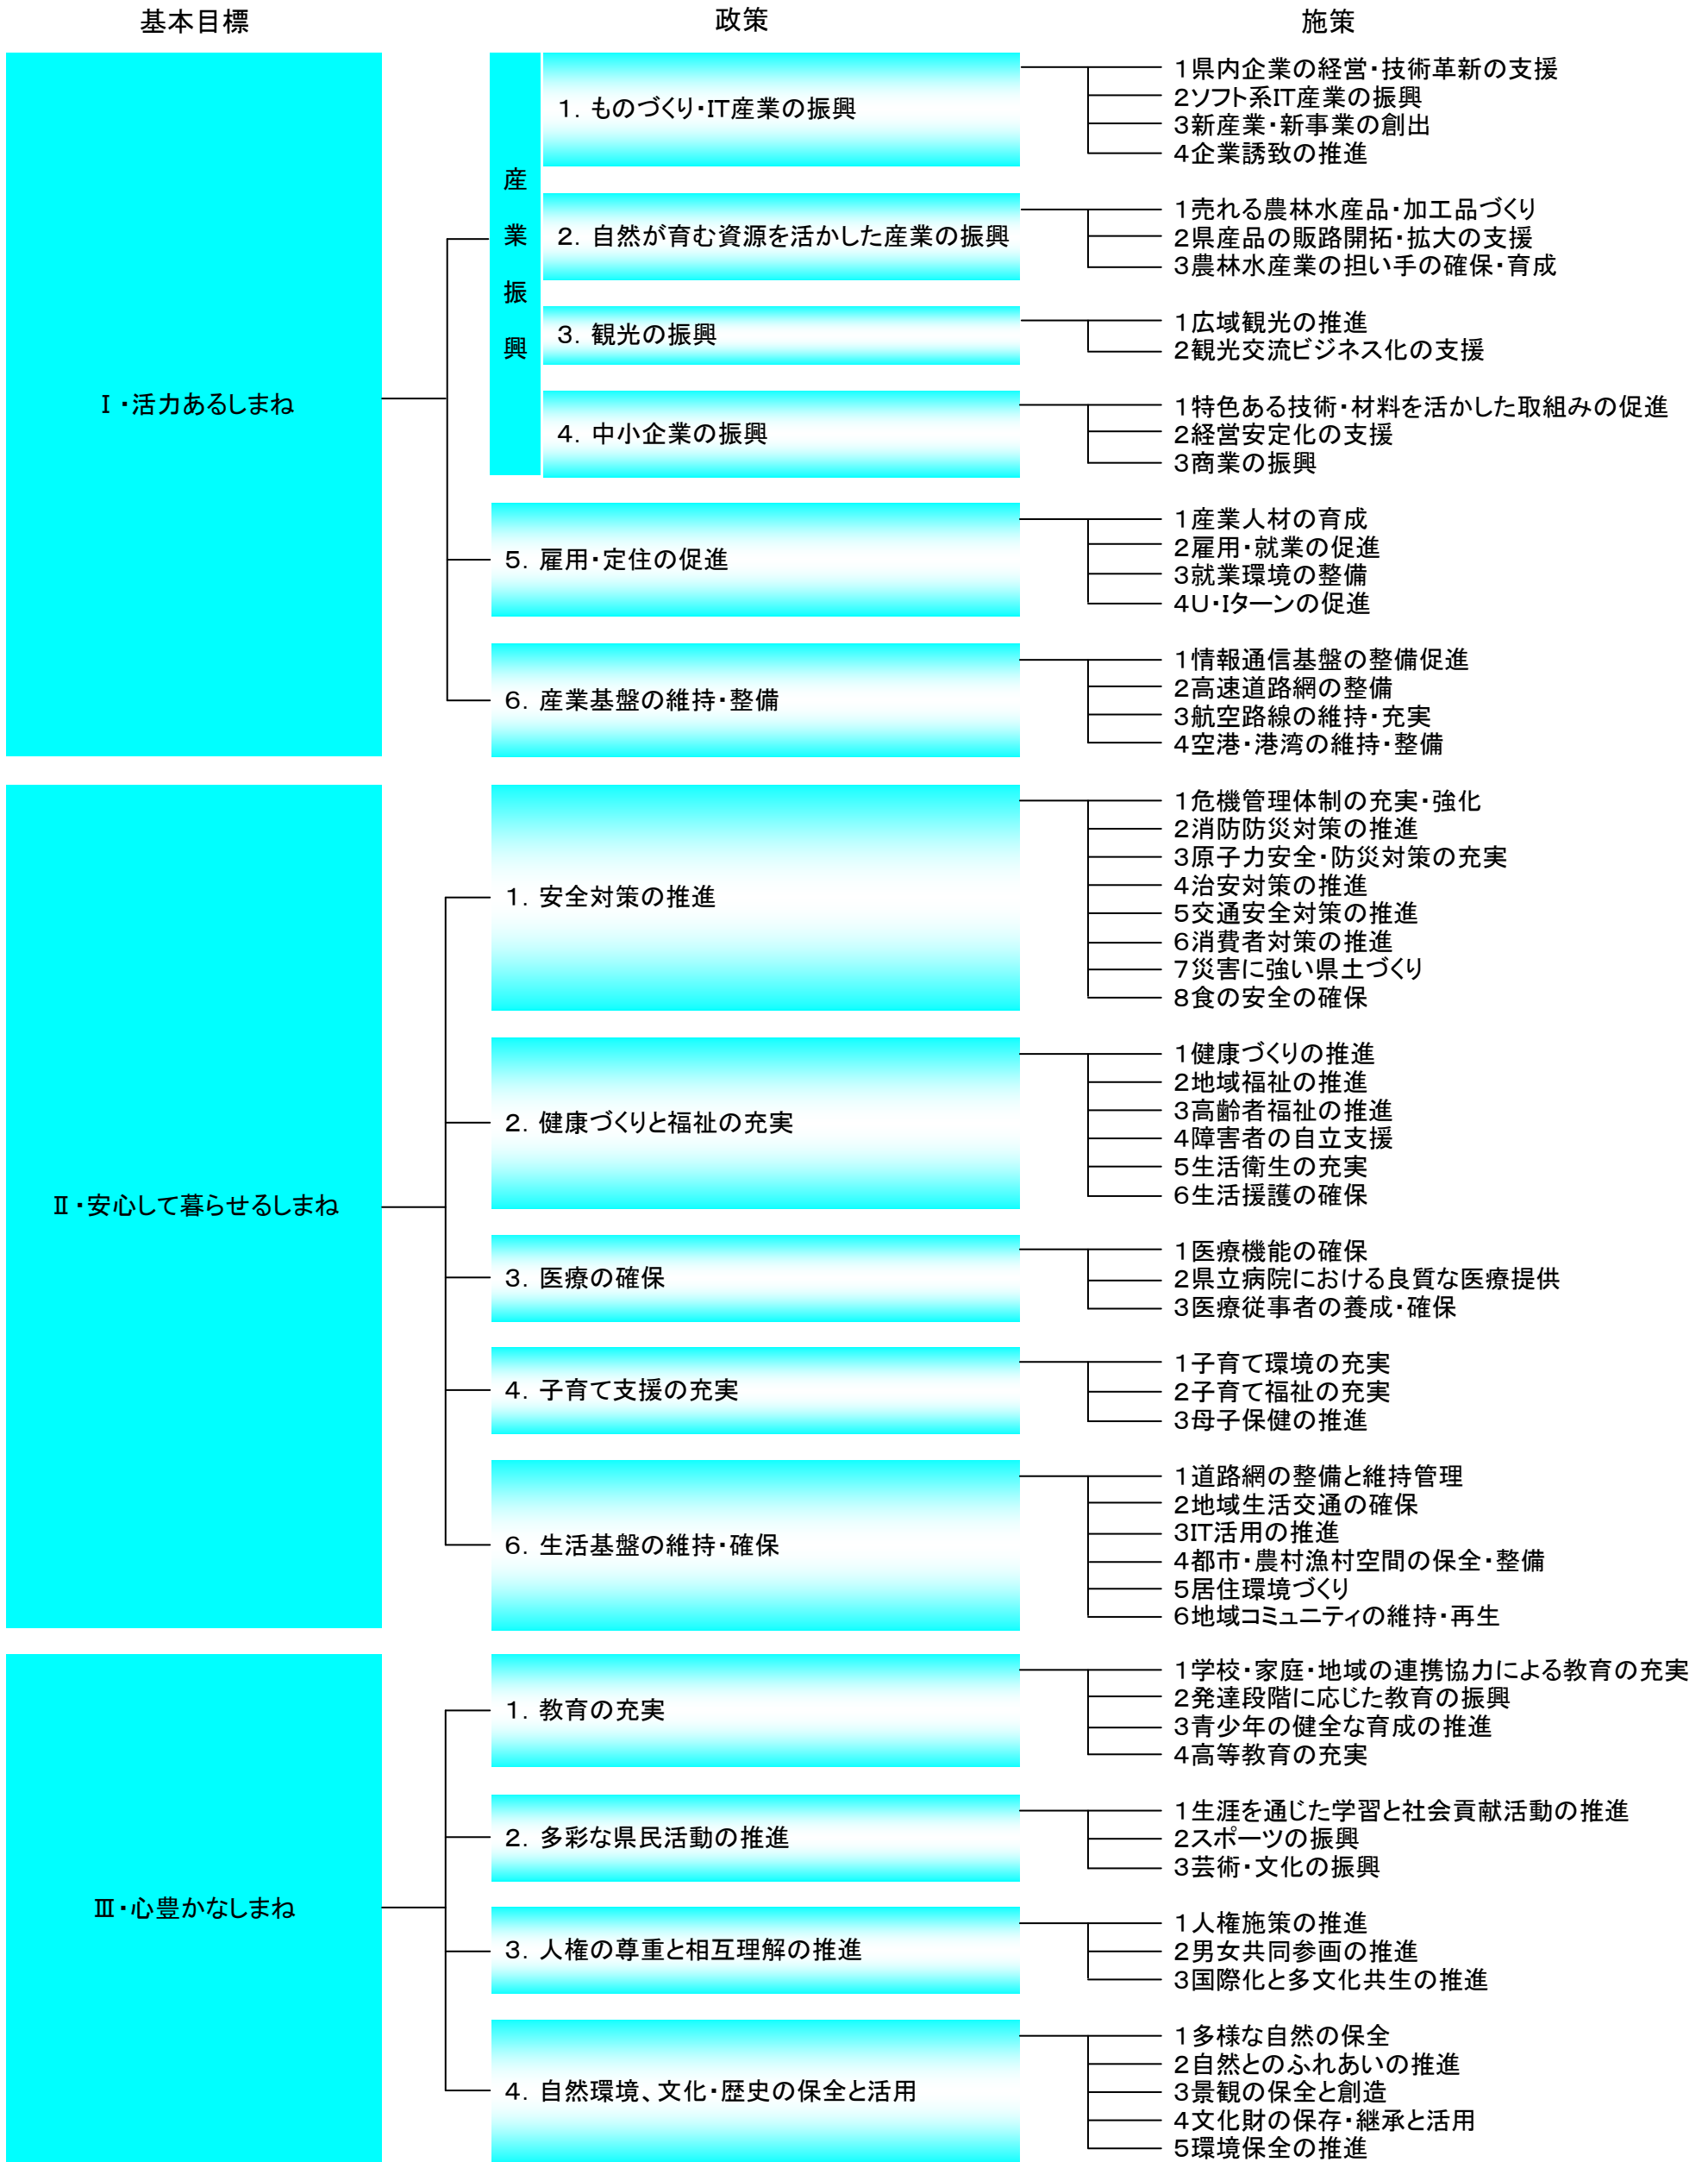 基本目標
政策
施策
Ⅰ・活力あるしまね
産業振興
1. ものづくり・IT産業の振興
1県内企業の経営・技術革新の支援
2ソフト系IT産業の振興
3新産業・新事業の創出
4企業誘致の推進
2. 自然が育む資源を活かした産業の振興
1売れる農林水産品・加工品づくり
2県産品の販路開拓・拡大の支援
3農林水産業の担い手の確保・育成
3. 観光の振興
1広域観光の推進
2観光交流ビジネス化の支援
4. 中小企業の振興
1特色ある技術・材料を活かした取組みの促進
2経営安定化の支援
3商業の振興
5. 雇用・定住の促進
1産業人材の育成
2雇用・就業の促進
3就業環境の整備
4U・Iターンの促進
6. 産業基盤の維持・整備
1情報通信基盤の整備促進
2高速道路網の整備
3航空路線の維持・充実
4空港・港湾の維持・整備
Ⅱ・安心して暮らせるしまね
1. 安全対策の推進
1危機管理体制の充実・強化
2消防防災対策の推進
3原子力安全・防災対策の充実
4治安対策の推進
5交通安全対策の推進
6消費者対策の推進
7災害に強い県土づくり
8食の安全の確保
2. 健康づくりと福祉の充実
1健康づくりの推進
2地域福祉の推進
3高齢者福祉の推進
4障害者の自立支援
5生活衛生の充実
6生活援護の確保
3. 医療の確保
1医療機能の確保
2県立病院における良質な医療提供
3医療従事者の養成・確保
4. 子育て支援の充実
1子育て環境の充実
2子育て福祉の充実
3母子保健の推進
6. 生活基盤の維持・確保
1道路網の整備と維持管理
2地域生活交通の確保
3IT活用の推進
4都市・農村漁村空間の保全・整備
5居住環境づくり
6地域コミュニティの維持・再生
Ⅲ・心豊かなしまね
1. 教育の充実
1学校・家庭・地域の連携協力による教育の充実
2発達段階に応じた教育の振興
3青少年の健全な育成の推進
4高等教育の充実
2. 多彩な県民活動の推進
1生涯を通じた学習と社会貢献活動の推進
2スポーツの振興
3芸術・文化の振興
3. 人権の尊重と相互理解の推進
1人権施策の推進
2男女共同参画の推進
3国際化と多文化共生の推進
4. 自然環境、文化・歴史の保全と活用
1多様な自然の保全
2自然とのふれあいの推進
3景観の保全と創造
4文化財の保存・継承と活用
5環境保全の推進